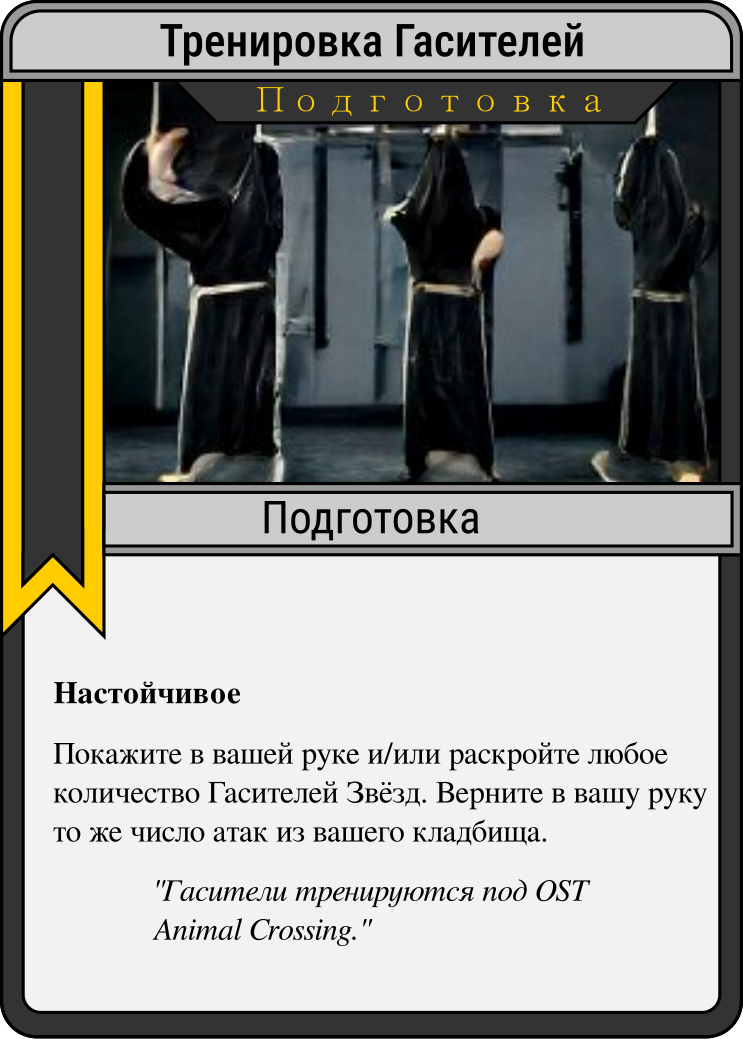 Тренировка Гасителей
Подготовка
Подготовка
Настойчивое
Покажите в вашей руке и/или раскройте любое
количество Гасителей Звёзд. Верните в вашу руку
то же число атак из вашего кладбища.
"Гасители тренируются под OST
Animal Crossing."